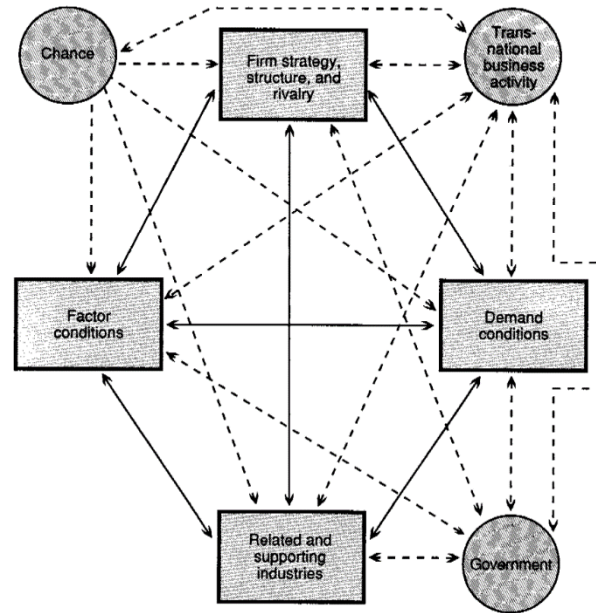 Chance
Firm strategy,
structure, and
rivalry
Trans-
national
business
activity
Factor
conditions
Demand
conditions
Related and
supporting
industries
Government